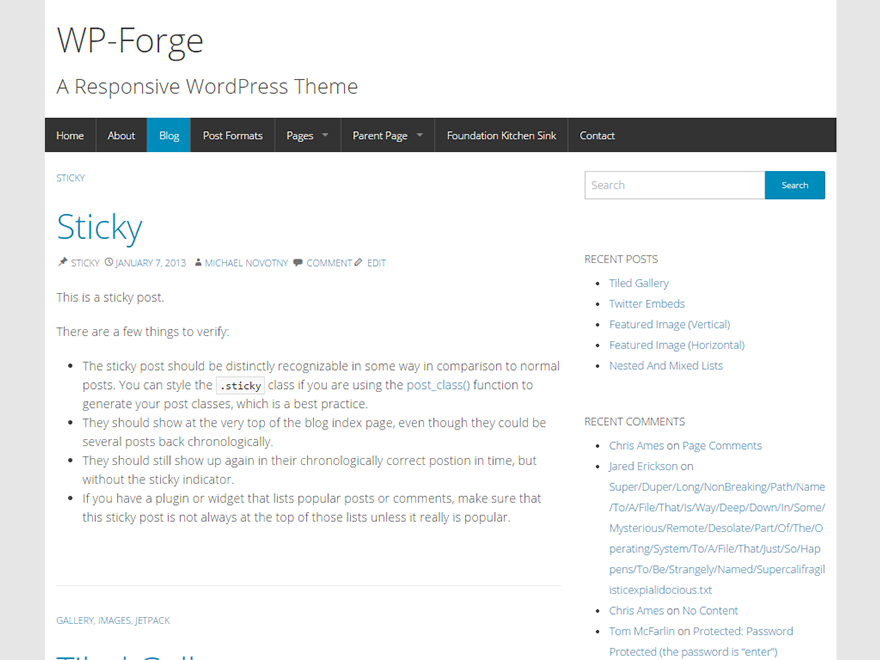 WP-Forge
A Responsive WordPress Theme
Home About Blog Post Formats Pages Parent Page Foundation Kitchen Sink Contact
STICKY
Sticky
STICKY JANUARY 7, 2013 MICHAEL NOVOTNY COMMENT EDIT
This is a sticky post.
There are a few things to verify:
The sticky post should be distinctly recognizable in some way in comparison to normal
posts. You can style the .sticky class if you are using the post_class() function to
generate your post classes, which is a best practice.
They should show at the very top of the blog index page, even though they could be
several posts back chronologically.
They should still show up again in their chronologically correct postion in time, but
without the sticky indicator.
If you have a plugin or widget that lists popular posts or comments, make sure that
this sticky post is not always at the top of those lists unless it really is popular.
GALLERY, IMAGES, JETPACK
Tiled Gallery
Search Search
RECENT POSTS
Tiled Gallery
Twitter Embeds
Featured Image (Vertical)
Featured Image (Horizontal)
Nested And Mixed Lists
RECENT COMMENTS
Chris Ames on Page Comments
Jared Erickson on
Super/Duper/Long/NonBreaking/Path/Name
/To/A/File/That/Is/Way/Deep/Down/In/Some/
Mysterious/Remote/Desolate/Part/Of/The/O
perating/System/To/A/File/That/Just/So/Hap
pens/To/Be/Strangely/Named/Supercalifragil
isticexpialidocious.txt
Chris Ames on No Content
Tom McFarlin on Protected: Password
Protected (the password is “enter”)